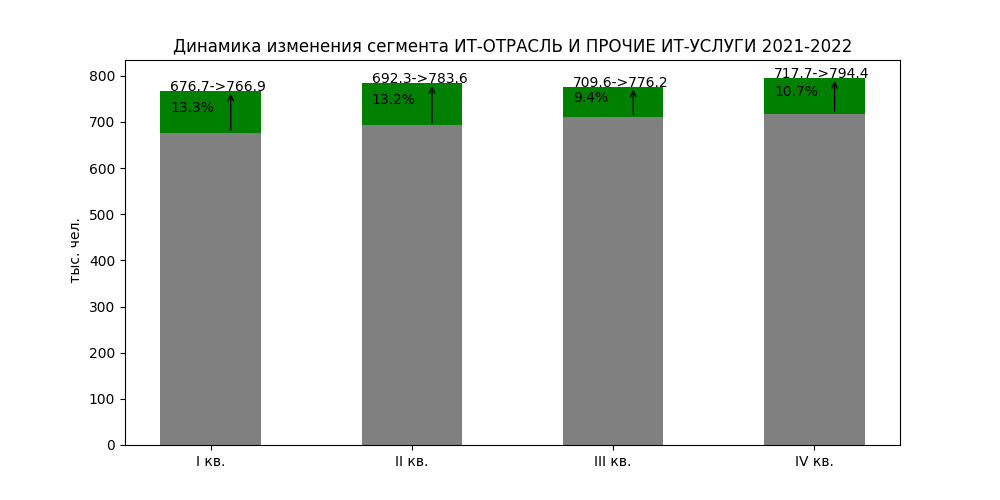 Динамика изменения сегмента ИТ-ОТРАСЛЬ И ПРОЧИЕ ИТ-УСЛУГИ 2021-2022
тыс. чел.
800
700
600
500
400
300
200
100
0
676.7->766.9
13.3%
692.3->783.6
13.2%
709.6->776.2
9.4%
717.7->794.4
10.7%
I кв.
II кв.
III кв.
IV кв.